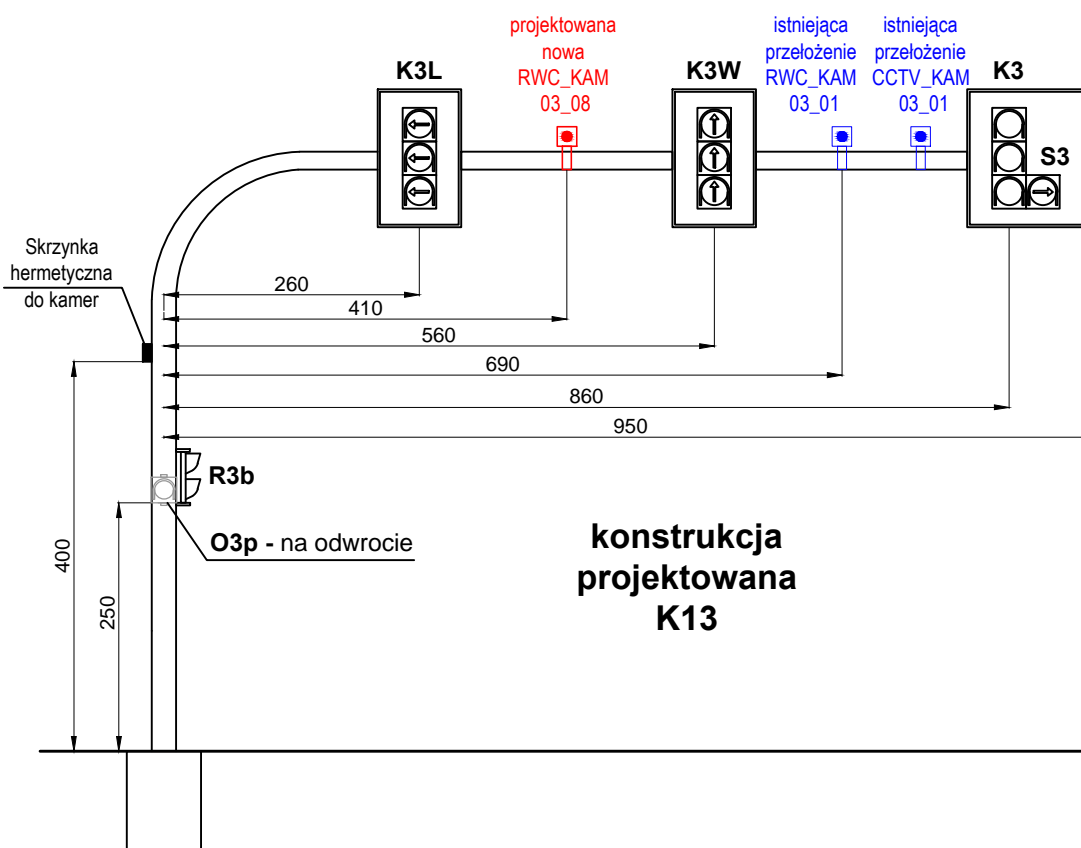 projektowana
nowa
RWC_KAM
03_08
istniejąca
przełożenie
RWC_KAM
03_01
istniejąca
przełożenie
CCTV_KAM
03_01
K3L
K3W
K3
S3
Skrzynka
hermetyczna
do kamer
260
410
560
690
860
950
R3b
O3p - na odwrocie
400
250
konstrukcja
projektowana
K13